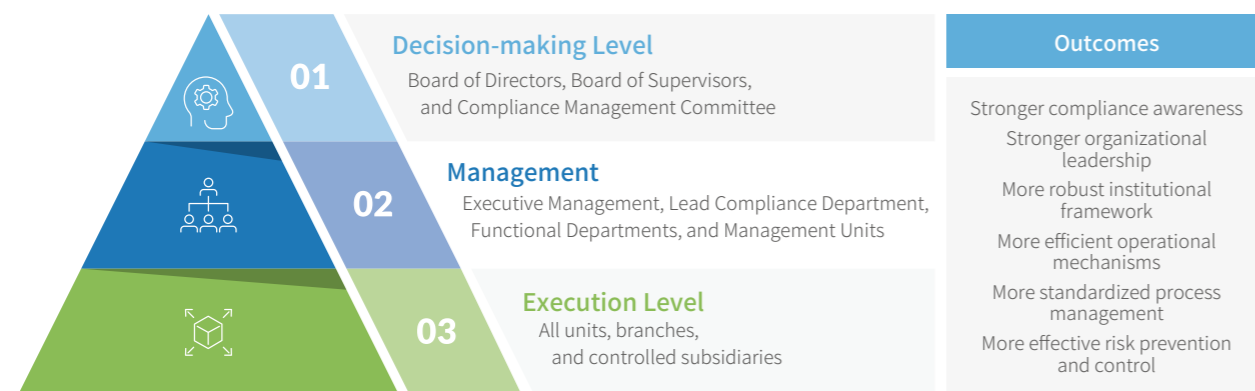 01
Decision-making Level
Board of Directors, Board of Supervisors,
and Compliance Management Committee
02
Management
Executive Management, Lead Compliance Department,
Functional Departments, and Management Units
03
Execution Level
All units, branches,
and controlled subsidiaries
Outcomes
Stronger compliance awareness
Stronger organizational
leadership
More robust institutional
framework
More efficient operational
mechanisms
More standardized process
management
More effective risk prevention
and control